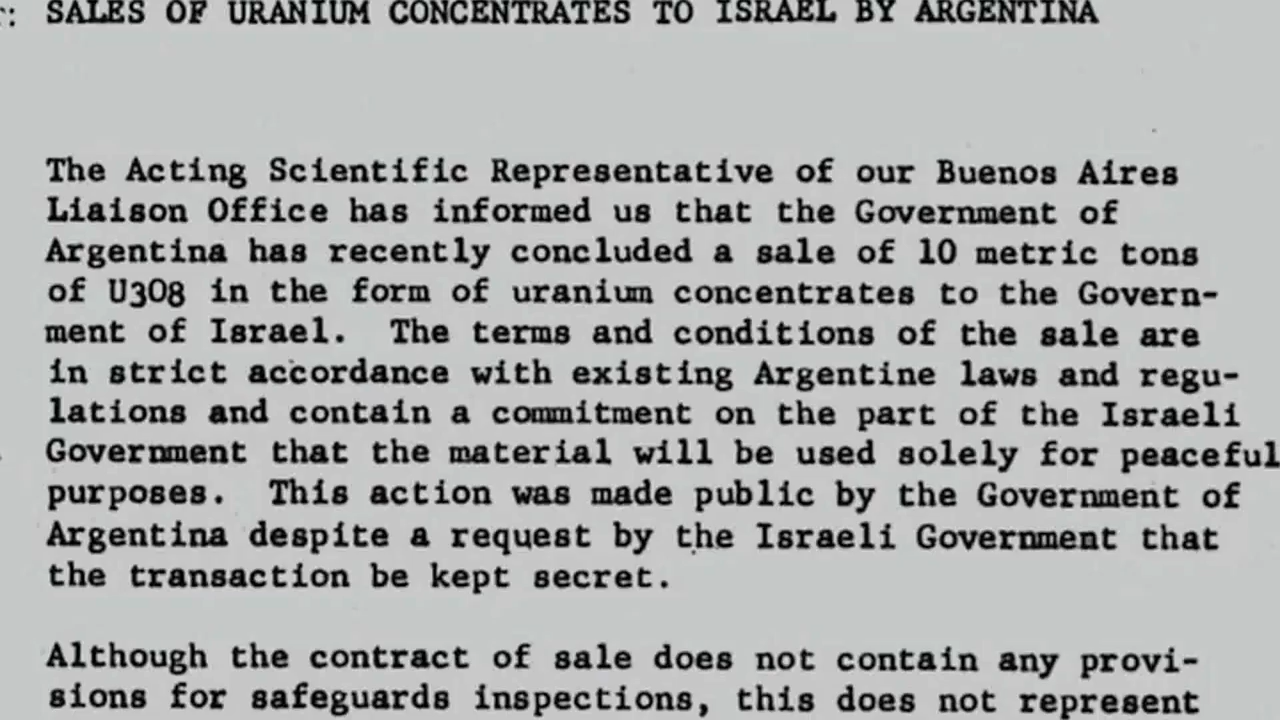 SALES OF URANIUM CONCENTRATES TO ISRAEL BY ARGENTINA
The Acting Scientific Representative of our Buenos Aires
Liaison Office has informed us that the Government of
Argentina has recently concluded a sale of 10 metric tons
of U3O8 in the form of uranium concentrates to the Govern-
ment of Israel. The terms and conditions of the sale are
in strict accordance with existing Argentine laws and regu-
lations and contain a commitment on the part of the Israeli
Government that the material will be used solely for peaceful
purposes. This action was made public by the Government of
Argentina despite a request by the Israeli Government that
the transaction be kept secret.
Although the contract of sale does not contain any provi-
sions for safeguards inspections, this does not represent